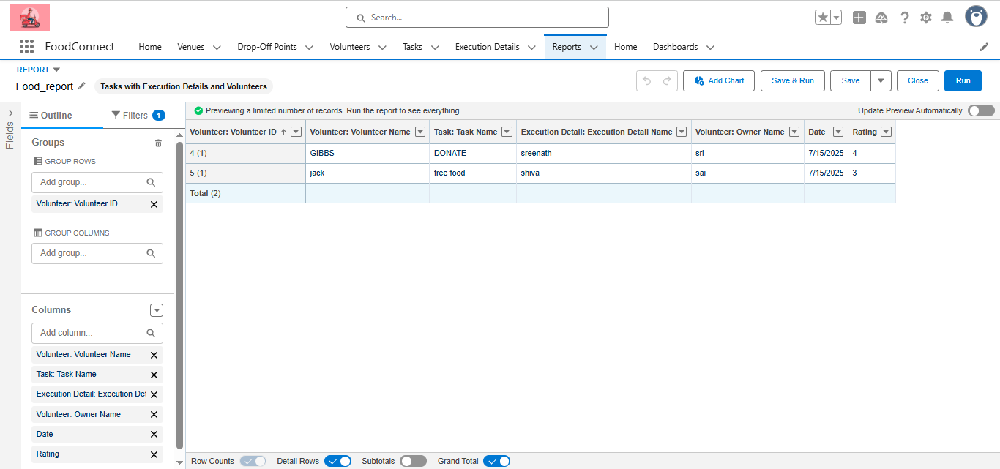 Search...
FoodConnect Home Venues Drop-Off Points Volunteers Tasks Execution Details Reports Home Dashboards
REPORT
Food_report Tasks with Execution Details and Volunteers
Add Chart Save & Run Save Close Run
Fields
Outline Filters 1
Previewing a limited number of records. Run the report to see everything. Update Preview Automatically
Groups
GROUP ROWS
Add group...
Volunteer: Volunteer ID
GROUP COLUMNS
Add group...
Columns
Add column...
Volunteer: Volunteer Name
Task: Task Name
Execution Detail: Execution De
Volunteer: Owner Name
Date
Rating
Volunteer: Volunteer ID Volunteer: Volunteer Name Task: Task Name Execution Detail: Execution Detail Name Volunteer: Owner Name Date Rating
4 (1) GIBBS DONATE sreenath sri 7/15/2025 4
5 (1) jack free food shiva sai 7/15/2025 3
Total (2)
Row Counts Detail Rows Subtotals Grand Total